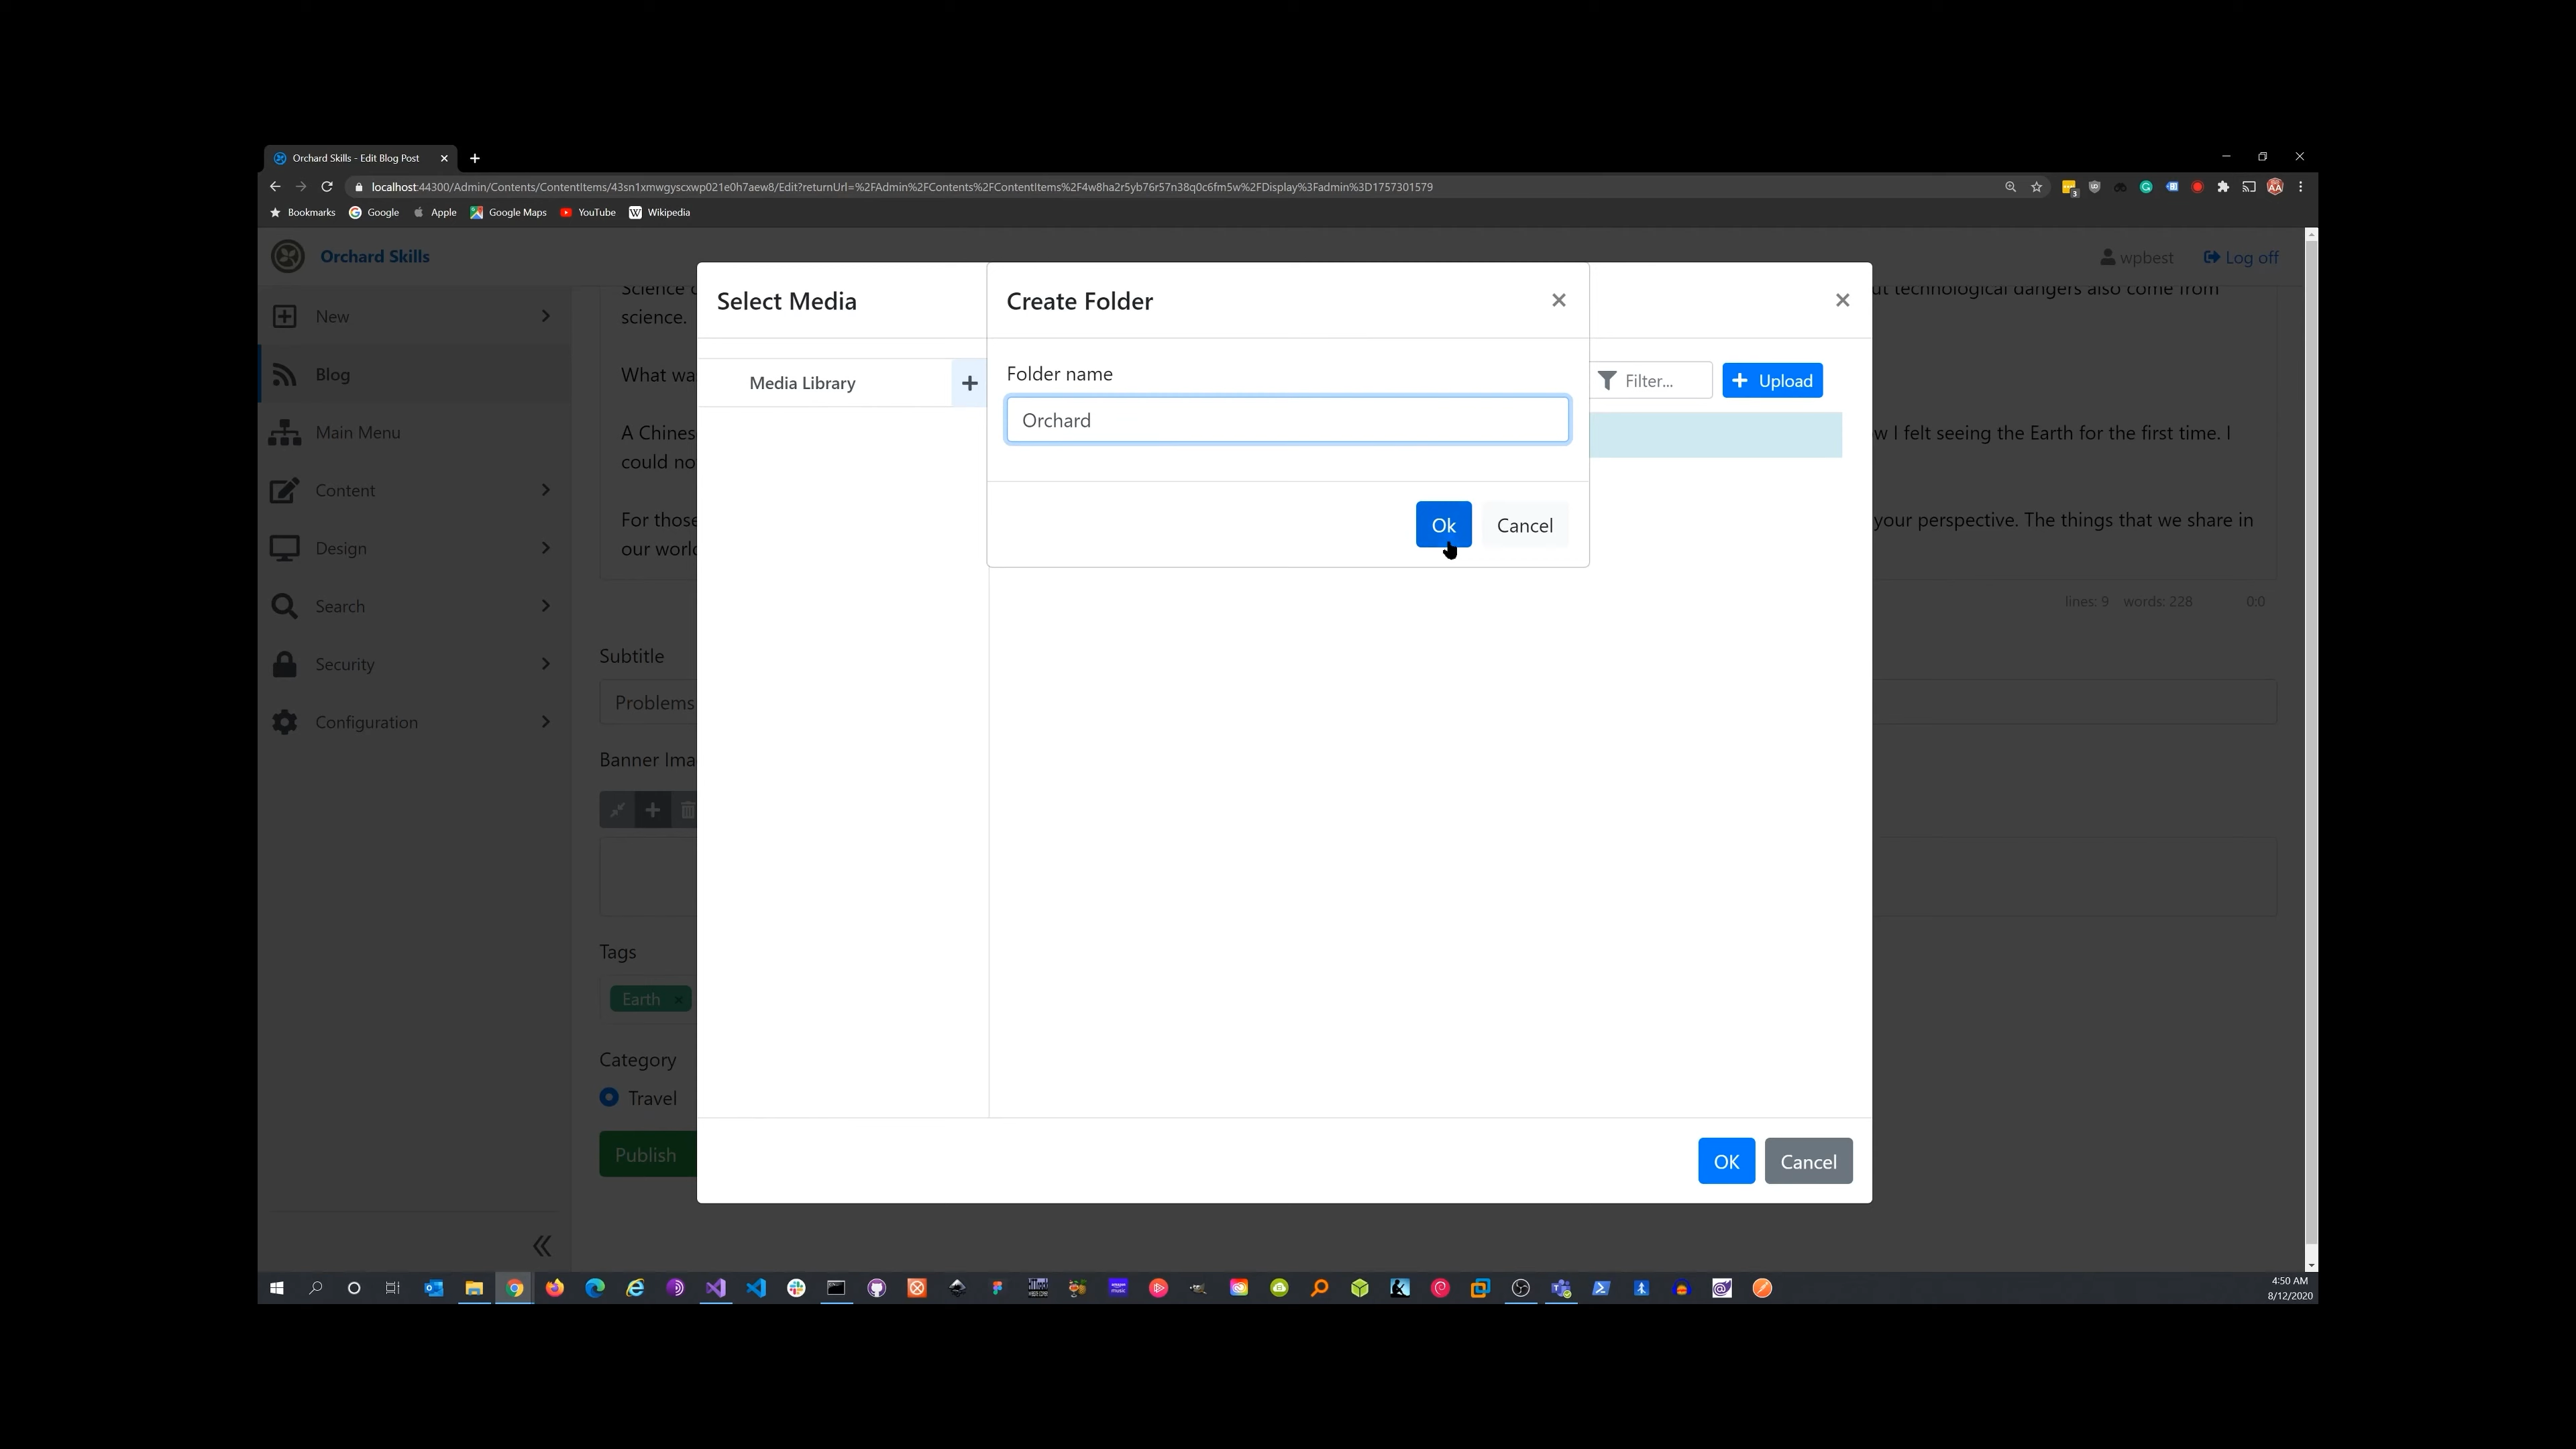 Orchard Skills - Edit Blog Post
localhost:44300/Admin/Contents/ContentItems/43sn1xmwgyscxwp021e0h7aew8/Edit?returnUrl=%2FAdmin%2FContents%2FContentItems%2F4w8ha2r5yb76r57n38q0c6fm5w%2FDisplay%3Fadmin%3D1757301579
Bookmarks Google Apple Google Maps YouTube Wikipedia
Orchard Skills
wpbest Log off
New
Blog
Main Menu
Content
Design
Search
Security
Configuration
Science
ut technological dangers also come from
science.
What wa
A Chines
w I felt seeing the Earth for the first time. I
could no
For those
your perspective. The things that we share in
our world
lines: 9 words: 228 0:0
Subtitle
Problems
Banner Ima
Tags
Earth
Category
Travel
Publish
Select Media
Media Library
Filter...
Upload
Create Folder
Folder name
Orchard
Ok Cancel
OK Cancel
4:50 AM
8/12/2020